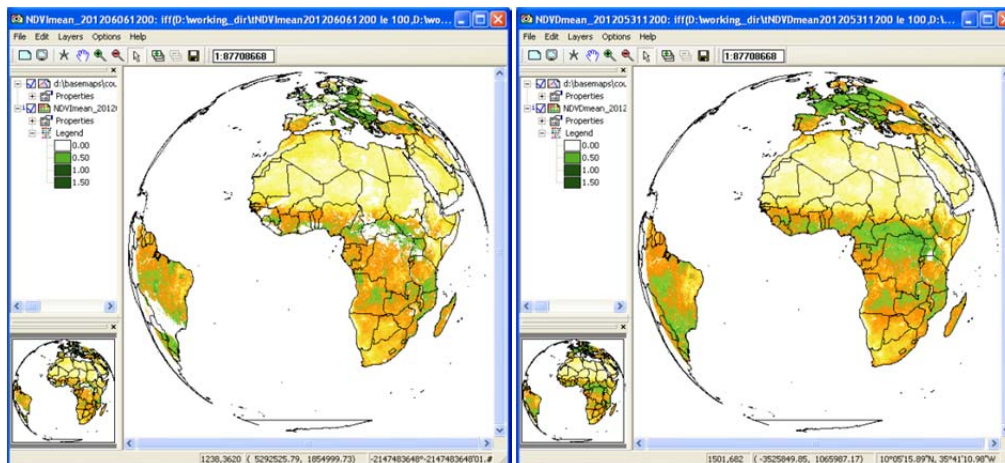 NDVImean_201206061200: iff(D:\working_dir\tNDVImean201206061200 le 100,D:\wo...
File Edit Layers Options Help
1:87708668
d:\basemaps\cou
Properties
NDVImean_2012
Properties
Legend
0.00
0.50
1.00
1.50
1238,3620 ( 5292525.79, 1854999.73) -2147483648°-2147483648'01.#
NDVDmean_201205311200: iff(D:\working_dir\tNDVDmean201205311200 le 100,D:\...
File Edit Layers Options Help
1:87708668
d:\basemaps\cou
Properties
NDVDmean_2012
Properties
Legend
0.00
0.50
1.00
1.50
1501,682 ( -3525849.85, 1065987.17) 10°05'15.89"N, 35°41'10.98"W